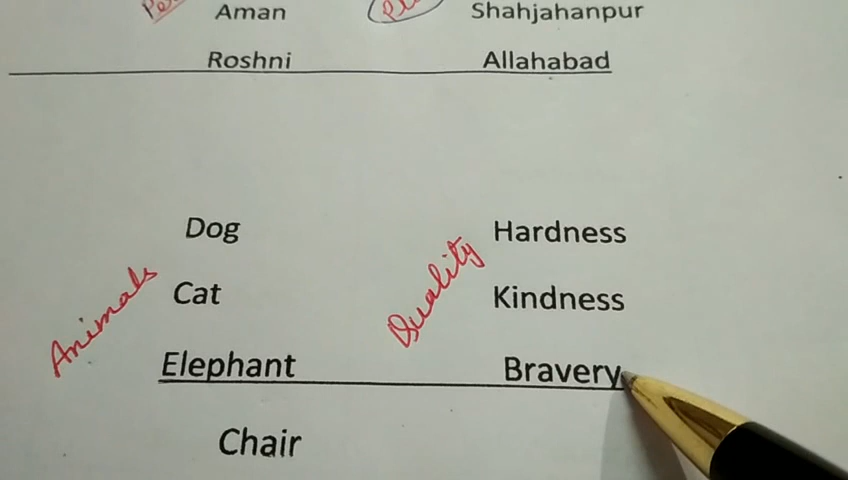 Aman Shahjahanpur
Roshni Allahabad
Dog Hardness
Animals Cat Quality Kindness
Elephant Bravery
Chair